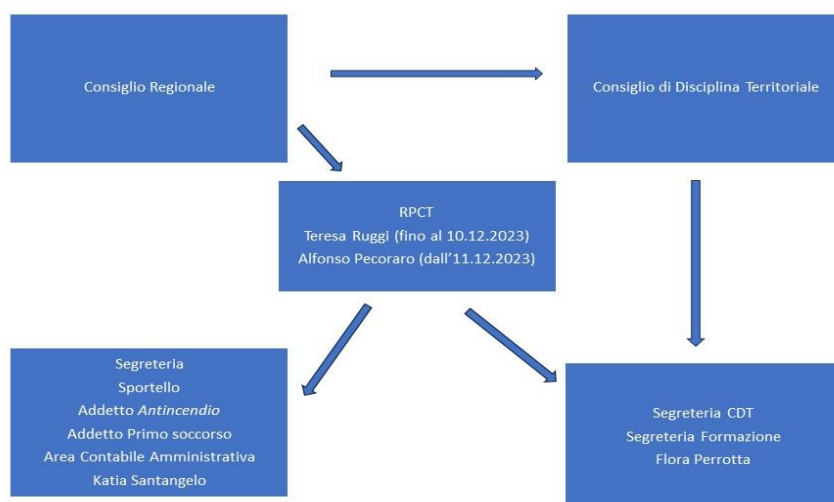 Consiglio Regionale
Consiglio di Disciplina Territoriale
RPCT
Teresa Ruggi (fino al 10.12.2023)
Alfonso Pecoraro (dall'11.12.2023)
Segreteria
Sportello
Addetto Antincendio
Addetto Primo soccorso
Area Contabile Amministrativa
Katia Santangelo
Segreteria CDT
Segreteria Formazione
Flora Perrotta